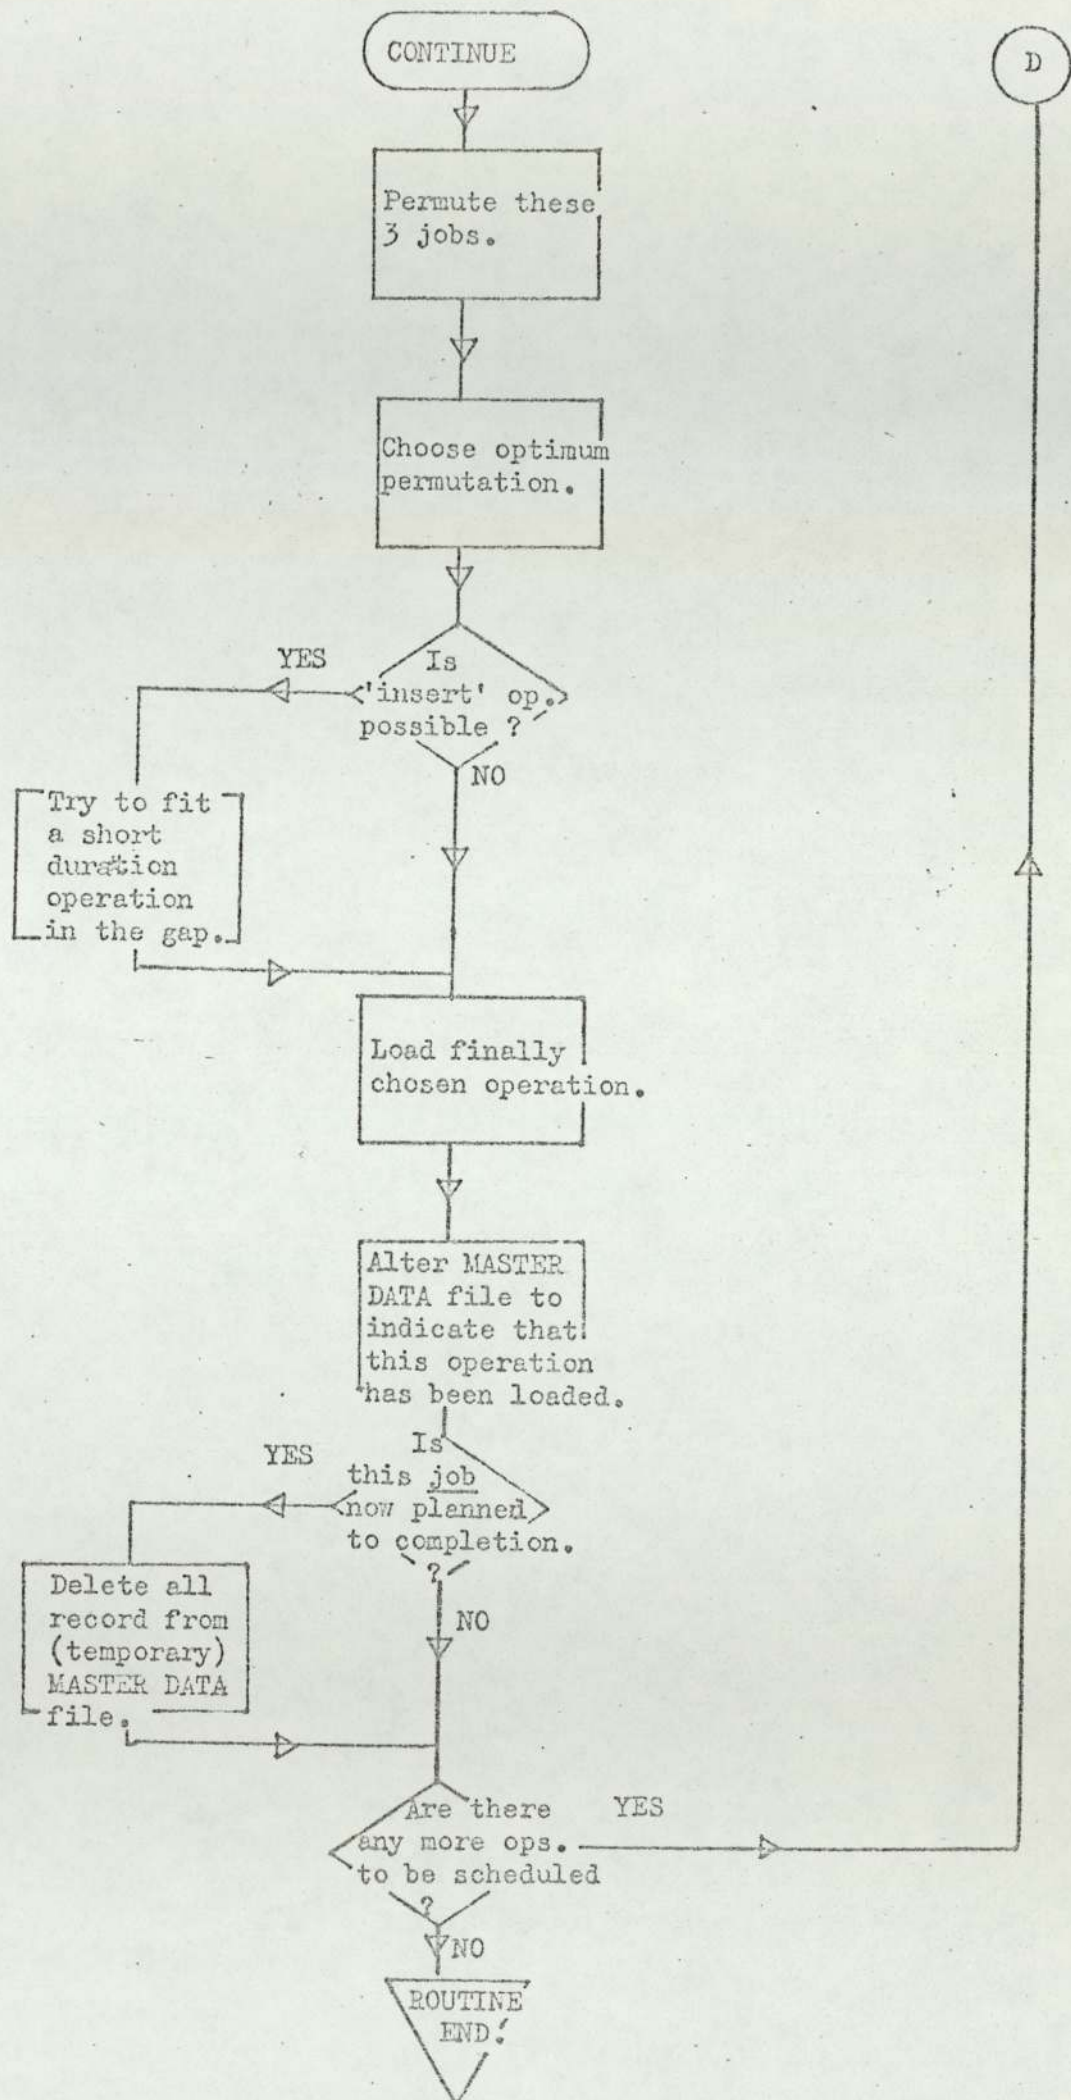 CONTINUE
D
Permute these
3 jobs.
Choose optimum
permutation.
YES
Is
'insert' op.
possible ?
NO
Try to fit
a short
duration
operation
in the gap.
Load finally
chosen operation.
Alter MASTER
DATA file to
indicate that
this operation
has been loaded.
YES
Is
this job
now planned
to completion.
?
NO
Delete all
record from
(temporary)
MASTER DATA
file.
Are there
any more ops.
to be scheduled
?
YES
NO
ROUTINE
END.